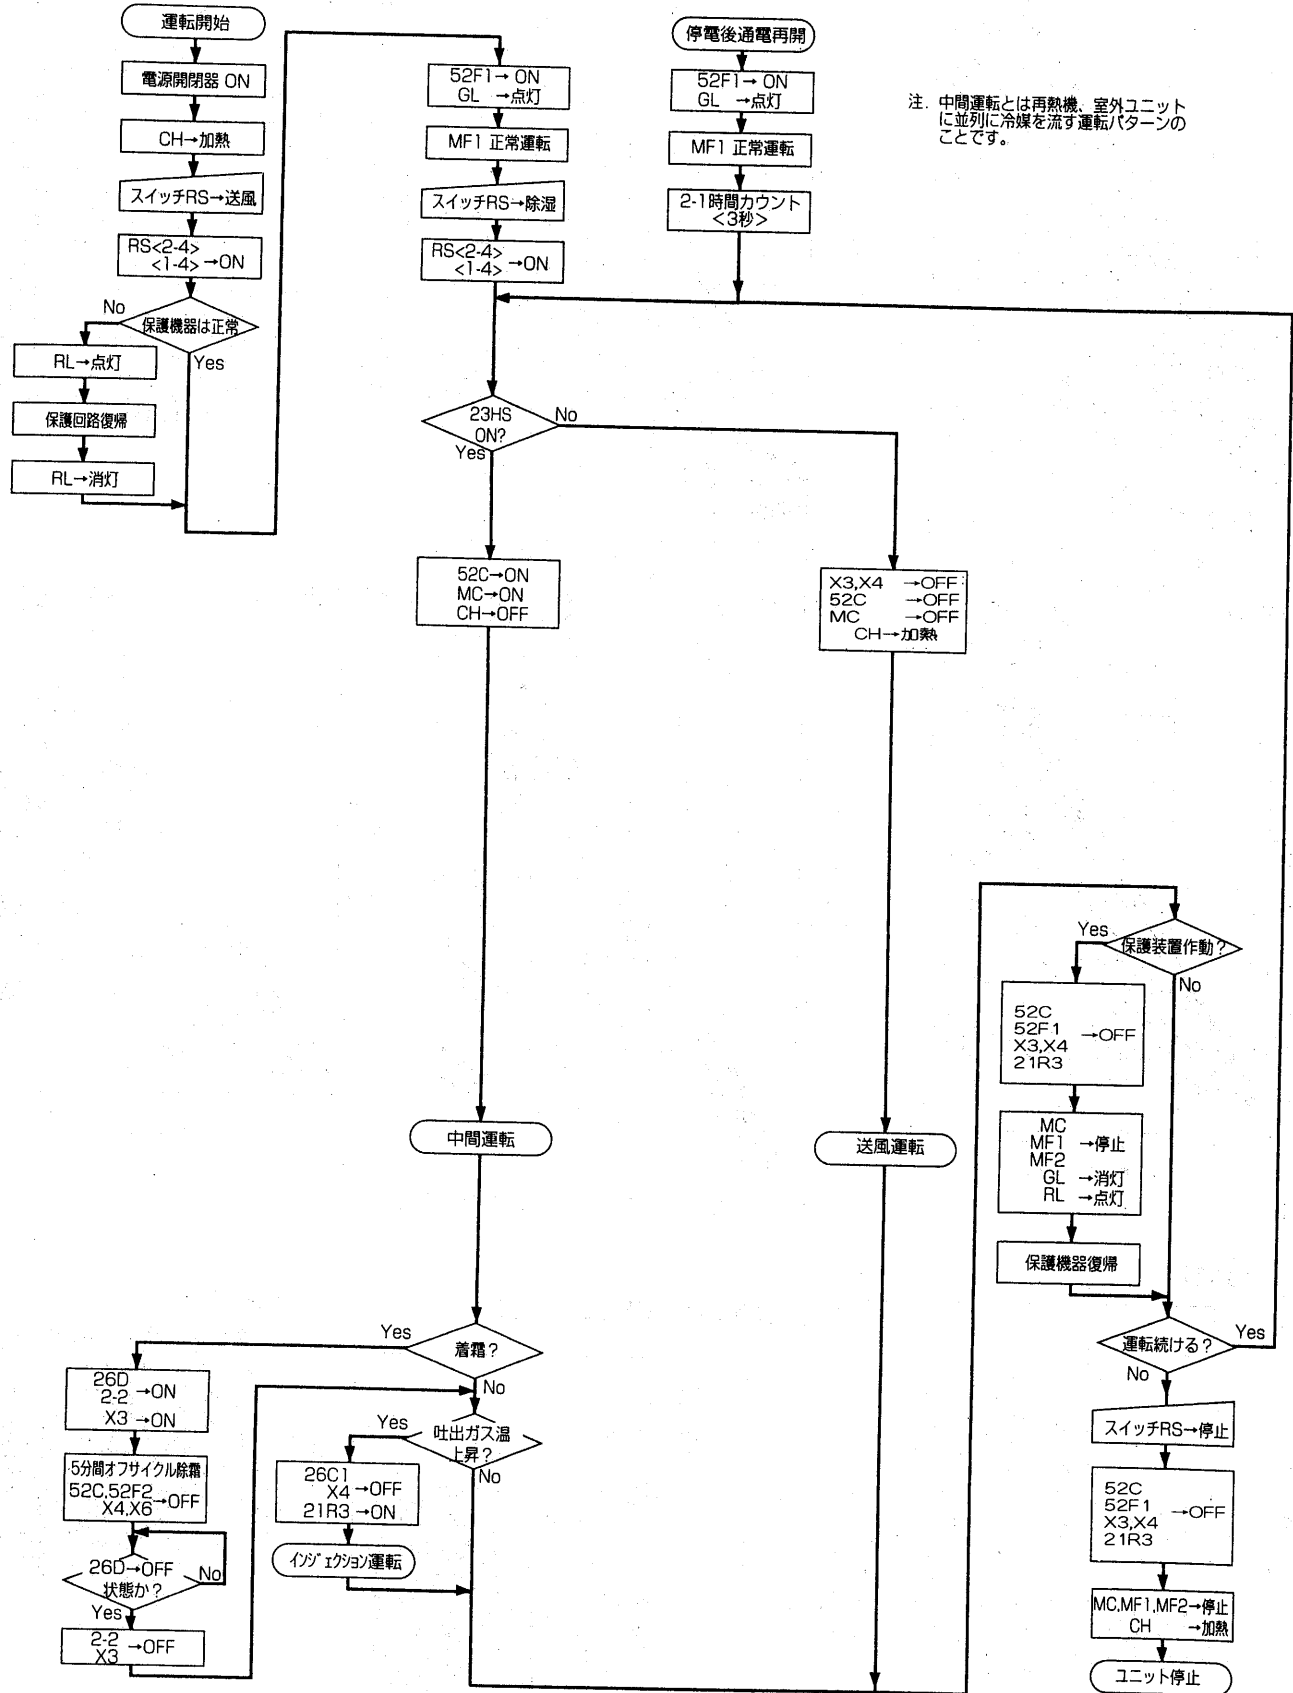 運転開始
電源開閉器 ON
CH→加熱
スイッチRS→送風
RS<2-4>
<1-4> →ON
保護機器は正常
No
Yes
RL→点灯
保護回路復帰
RL→消灯
52F1→ ON
GL →点灯
MF1 正常運転
スイッチRS→除湿
RS<2-4>
<1-4> →ON
停電後通電再開
52F1→ ON
GL →点灯
MF1 正常運転
2-1時間カウント
<3秒>
注. 中間運転とは再熱機、室外ユニット
に並列に冷媒を流す運転パターンの
ことです。
23HS
ON?
No
Yes
52C→ON
MC→ON
CH→OFF
X3,X4 →OFF
52C →OFF
MC →OFF
CH→加熱
中間運転
送風運転
着霜？
Yes
No
26D
2-2 →ON
X3 →ON
5分間オフサイクル除霜
52C,52F2
X4,X6 →OFF
26D→OFF
状態か？
No
Yes
2-2
X3 →OFF
吐出ガス温
上昇？
Yes
No
26C1
X4 →OFF
21R3 →ON
インジェクション運転
保護装置作動？
Yes
No
52C
52F1
X3,X4 →OFF
21R3
MC
MF1 →停止
MF2
GL →消灯
RL →点灯
保護機器復帰
運転続ける？
Yes
No
スイッチRS→停止
52C
52F1
X3,X4 →OFF
21R3
MC,MF1,MF2→停止
CH →加熱
ユニット停止